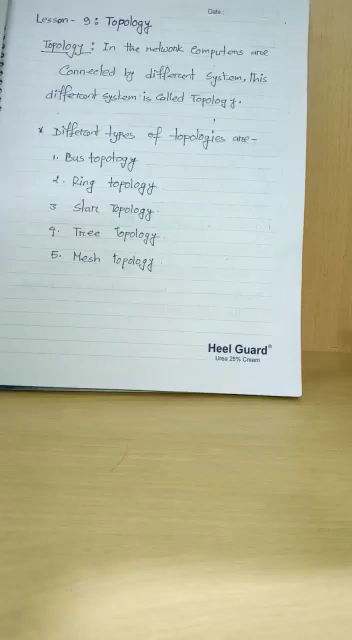 Date :
Lesson- 9: Topology
Topology: In the network Computers are
Connected by different system, this
different system is called Topology.
* Different types of topologies are-
1. Bus topology
2. Ring topology
3 Star Topology.
4. Tree Topology.
5. Mesh topology
Heel Guard®
Urea 25% Cream